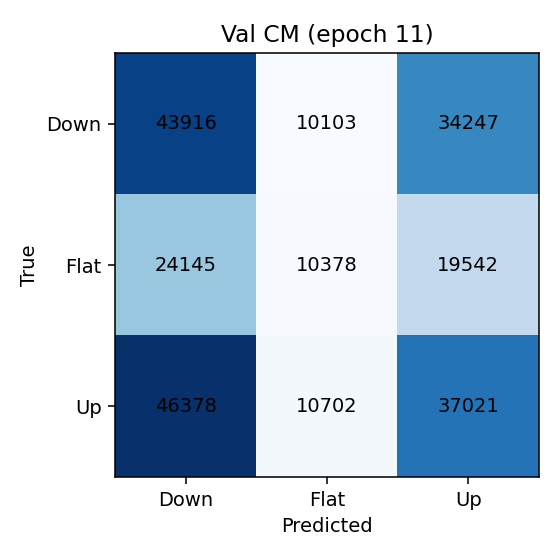 Val CM (epoch 11)
Down 43916 10103 34247
Flat 24145 10378 19542
Up 46378 10702 37021
Down Flat Up
Predicted
True